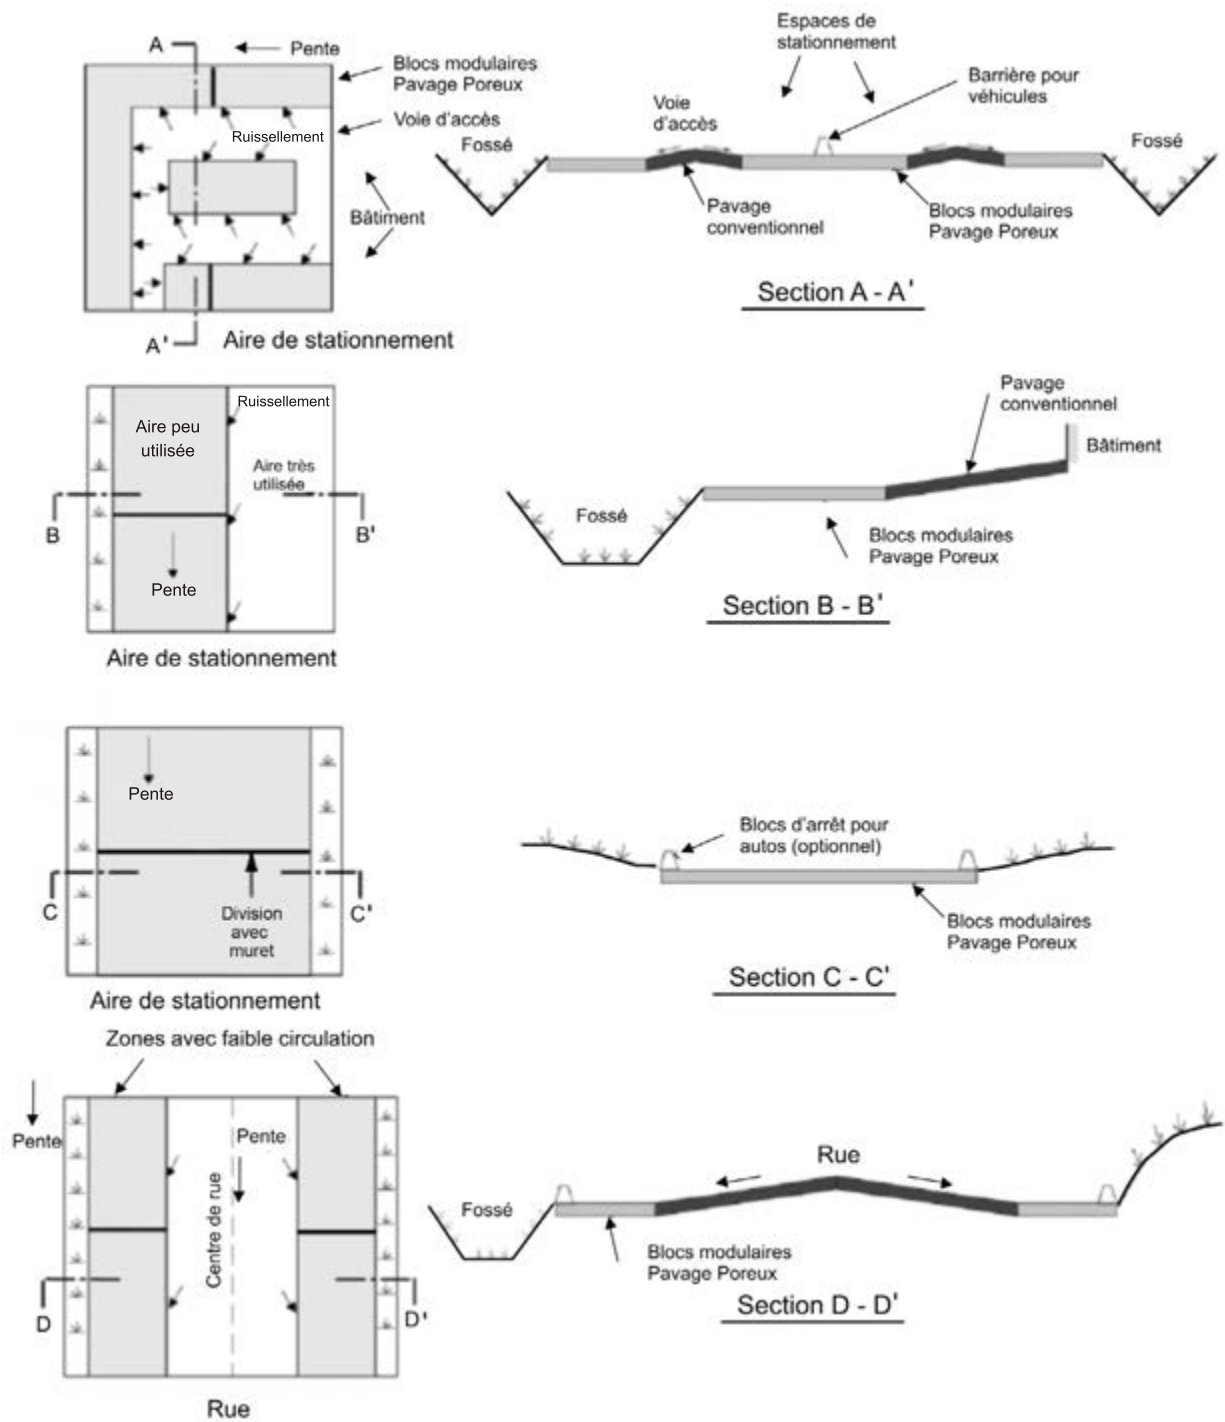 A
Pente
Blocs modulaires
Pavage Poreux
Voie d'accès
Ruissellement
Bâtiment
A'
Aire de stationnement
Espaces de
stationnement
Barrière pour
véhicules
Voie
d'accès
Fossé
Fossé
Pavage
conventionnel
Blocs modulaires
Pavage Poreux
Section A - A'
Ruissellement
Aire peu
utilisée
Aire très
utilisée
B
B'
Pente
Aire de stationnement
Pavage
conventionnel
Bâtiment
Fossé
Blocs modulaires
Pavage Poreux
Section B - B'
Pente
C
C'
Division
avec
muret
Aire de stationnement
Blocs d'arrêt pour
autos (optionnel)
Blocs modulaires
Pavage Poreux
Section C - C'
Zones avec faible circulation
Pente
Pente
Centre de rue
D
D'
Rue
Rue
Fossé
Blocs modulaires
Pavage Poreux
Section D - D'